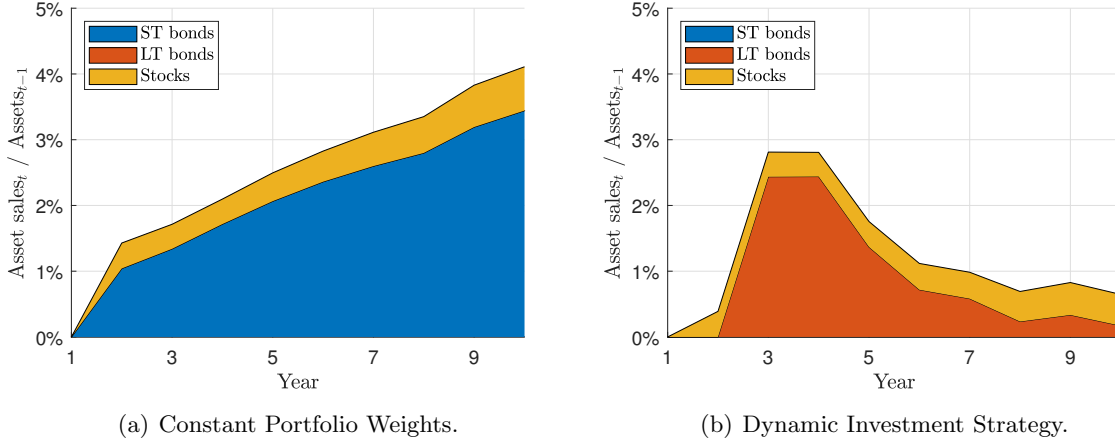 5%
4%
3%
2%
1%
0%
Asset sales_t / Assets_{t−1}
ST bonds
LT bonds
Stocks
1 3 5 7 9
Year
(a) Constant Portfolio Weights.
5%
4%
3%
2%
1%
0%
Asset sales_t / Assets_{t−1}
ST bonds
LT bonds
Stocks
1 3 5 7 9
Year
(b) Dynamic Investment Strategy.